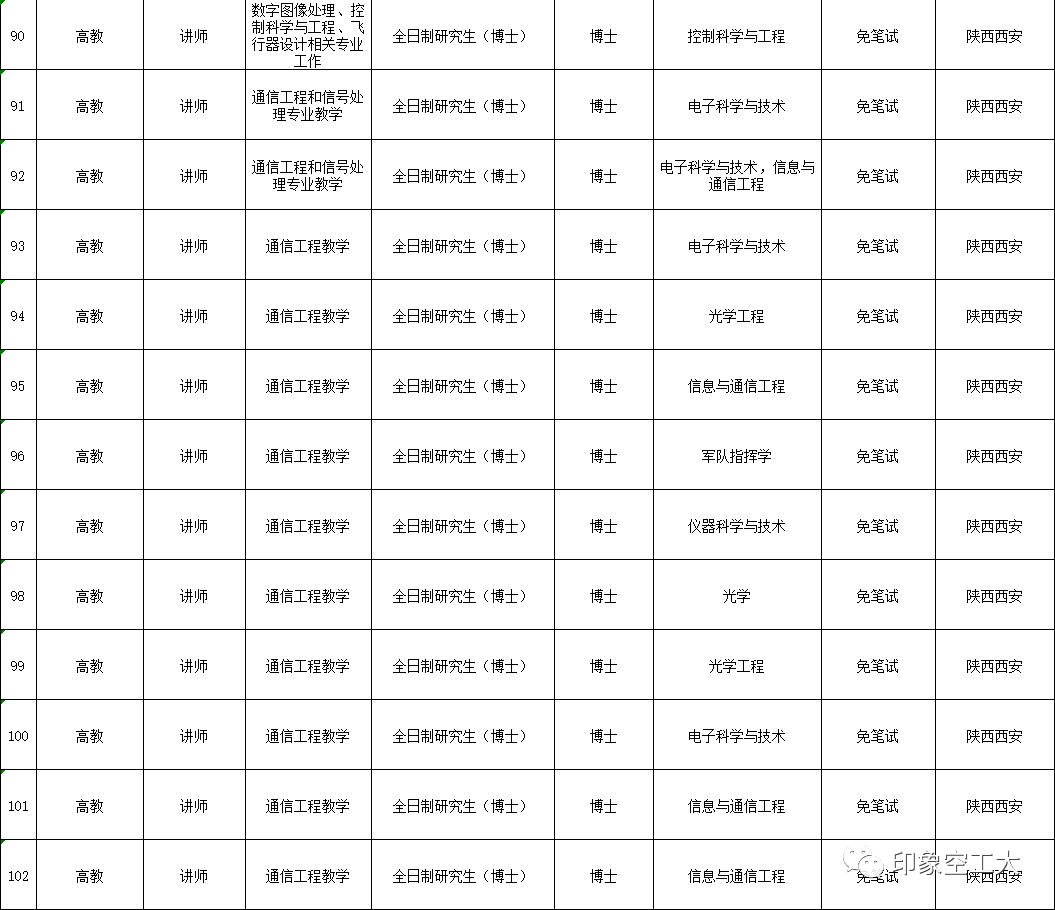 90 高教 讲师 数字图像处理、控制科学与工程、飞行器设计相关专业工作 全日制研究生（博士） 博士 控制科学与工程 免笔试 陕西西安
91 高教 讲师 通信工程和信号处理专业教学 全日制研究生（博士） 博士 电子科学与技术 免笔试 陕西西安
92 高教 讲师 通信工程和信号处理专业教学 全日制研究生（博士） 博士 电子科学与技术，信息与通信工程 免笔试 陕西西安
93 高教 讲师 通信工程教学 全日制研究生（博士） 博士 电子科学与技术 免笔试 陕西西安
94 高教 讲师 通信工程教学 全日制研究生（博士） 博士 光学工程 免笔试 陕西西安
95 高教 讲师 通信工程教学 全日制研究生（博士） 博士 信息与通信工程 免笔试 陕西西安
96 高教 讲师 通信工程教学 全日制研究生（博士） 博士 军队指挥学 免笔试 陕西西安
97 高教 讲师 通信工程教学 全日制研究生（博士） 博士 仪器科学与技术 免笔试 陕西西安
98 高教 讲师 通信工程教学 全日制研究生（博士） 博士 光学 免笔试 陕西西安
99 高教 讲师 通信工程教学 全日制研究生（博士） 博士 光学工程 免笔试 陕西西安
100 高教 讲师 通信工程教学 全日制研究生（博士） 博士 电子科学与技术 免笔试 陕西西安
101 高教 讲师 通信工程教学 全日制研究生（博士） 博士 信息与通信工程 免笔试 陕西西安
102 高教 讲师 通信工程教学 全日制研究生（博士） 博士 信息与通信工程 免笔试 陕西西安
印象空工大